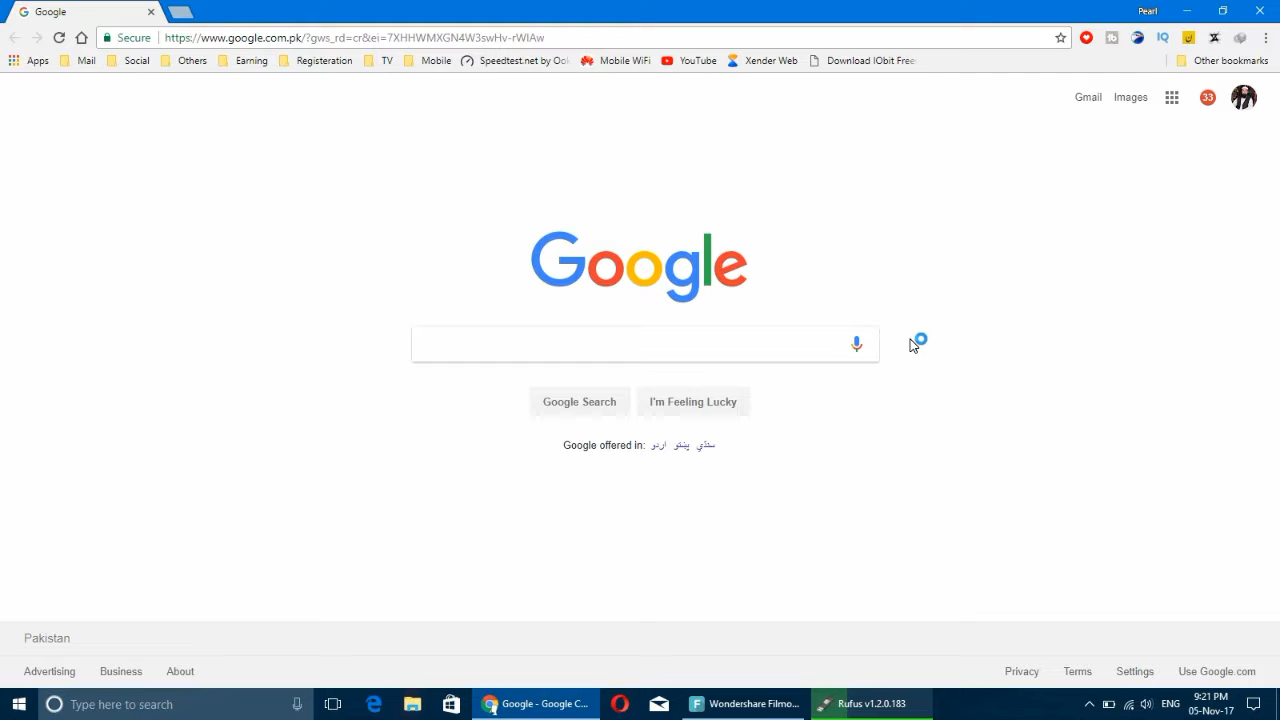 Google
Pearl
Secure
https://www.google.com.pk/?gws_rd=cr&ei=7XHHWMXGN4W3swHv-rWIAw
Apps
Mail
Social
Others
Earning
Registration
TV
Mobile
Speedtest.net by Ook
Mobile WiFi
YouTube
Xender Web
Download IObit Free
Other bookmarks
Gmail
Images
33
Google
Google Search
I'm Feeling Lucky
Google offered in: اردو پښتو سنڌي
Pakistan
Advertising
Business
About
Privacy
Terms
Settings
Use Google.com
Type here to search
Google - Google C...
Wondershare Filmo...
Rufus v1.2.0.183
ENG
9:21 PM
05-Nov-17